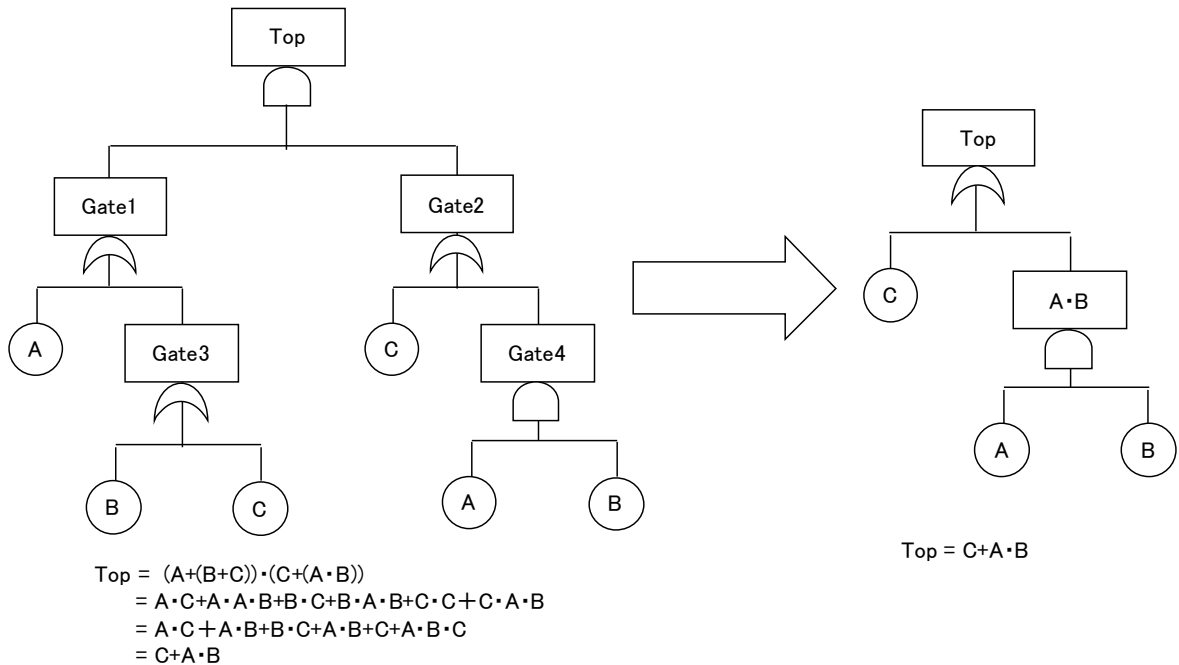 Top
Gate1
Gate2
A
Gate3
C
Gate4
B
C
A
B
Top = (A+(B+C))･(C+(A･B))
= A･C+A･A･B+B･C+B･A･B+C･C＋C･A･B
= A･C＋A･B+B･C+A･B+C+A･B･C
= C+A･B
Top
C
A･B
A
B
Top = C+A･B